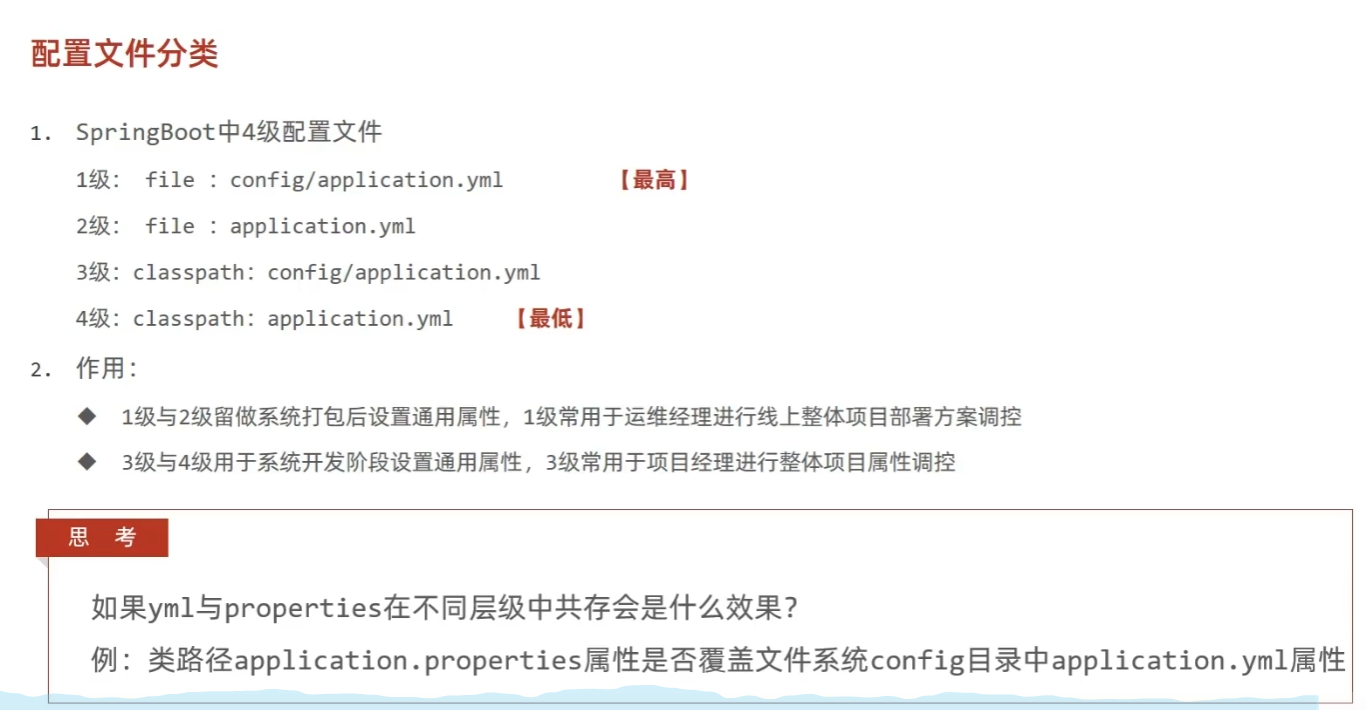 配置文件分类
1. SpringBoot中4级配置文件
1级： file ：config/application.yml 【最高】
2级： file ：application.yml
3级：classpath：config/application.yml
4级：classpath：application.yml 【最低】
2. 作用：
◆ 1级与2级留做系统打包后设置通用属性，1级常用于运维经理进行线上整体项目部署方案调控
◆ 3级与4级用于系统开发阶段设置通用属性，3级常用于项目经理进行整体项目属性调控
思 考
如果yml与properties在不同层级中共存会是什么效果？
例：类路径application.properties属性是否覆盖文件系统config目录中application.yml属性